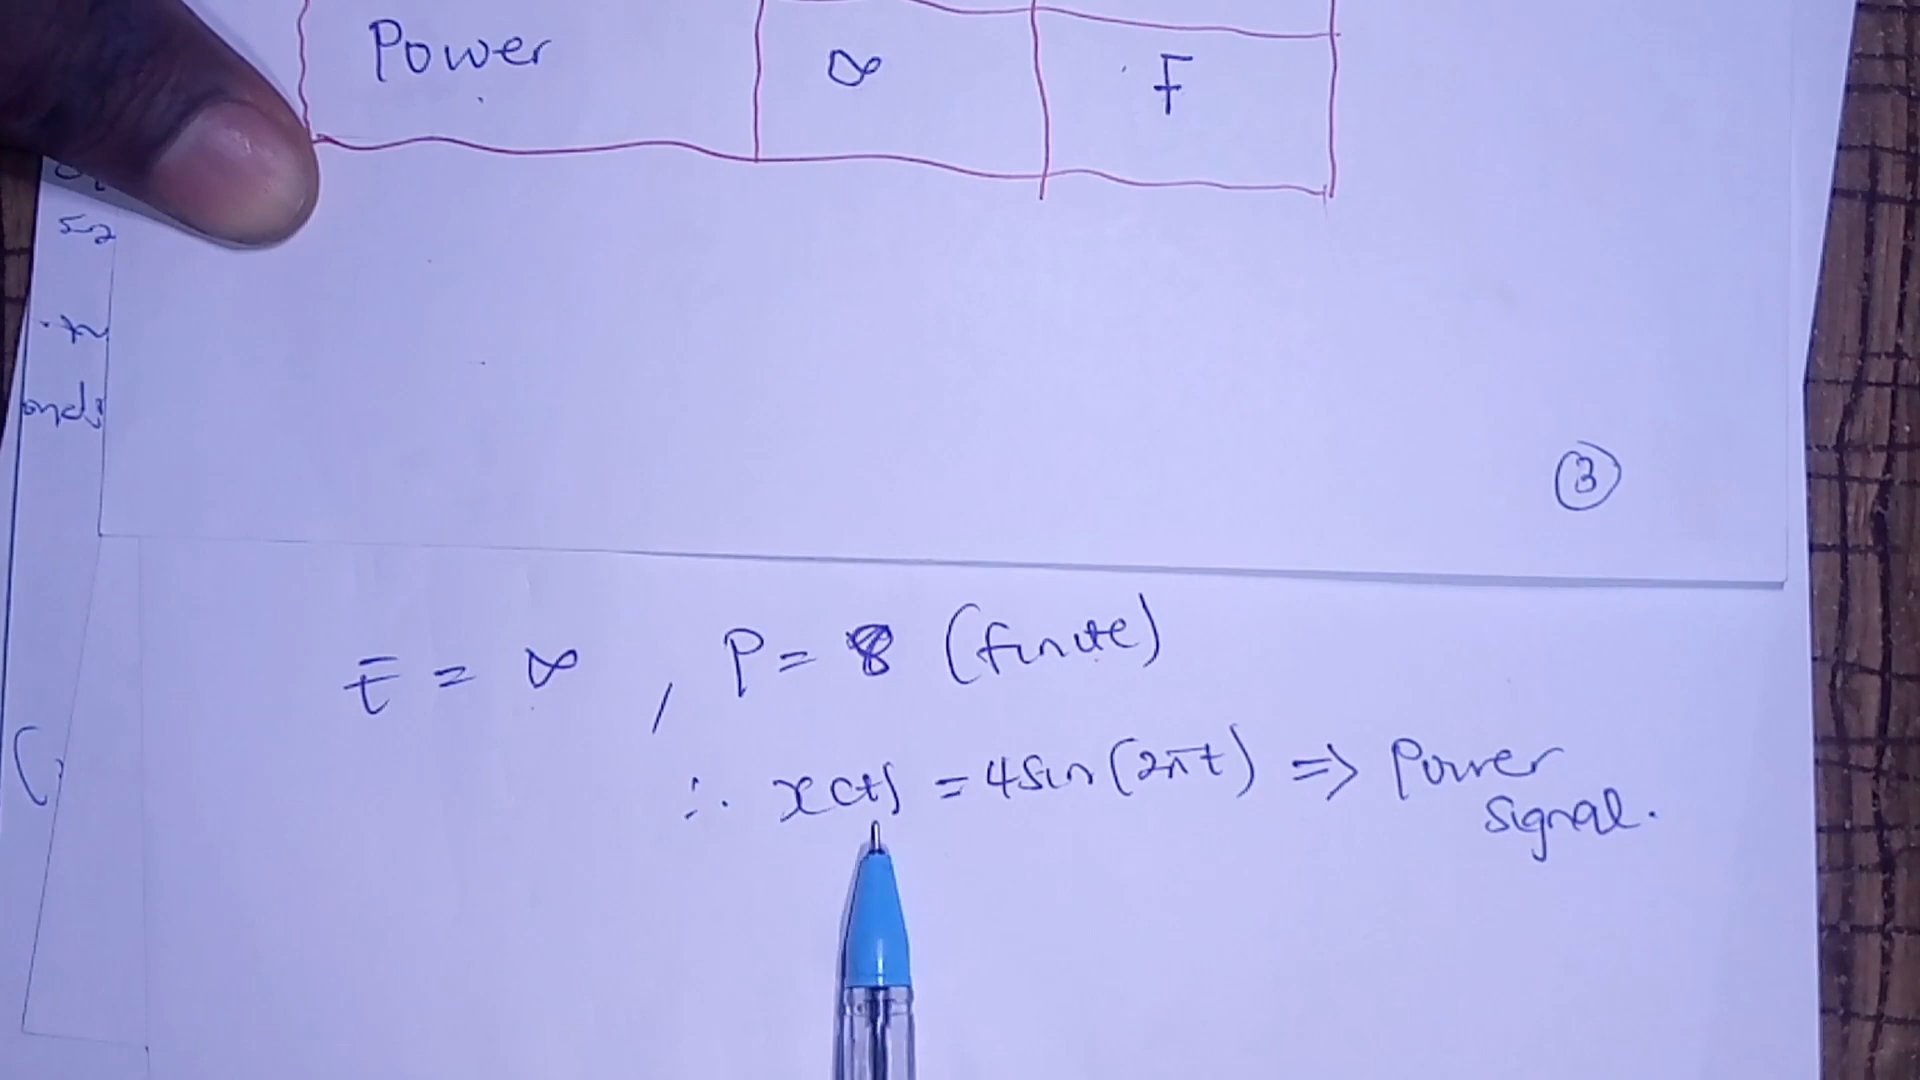 Power ∞ F
③
E = ∞ , P = 8 (finite)
∴ x(t) = 4sin(2πt) => Power
signal.